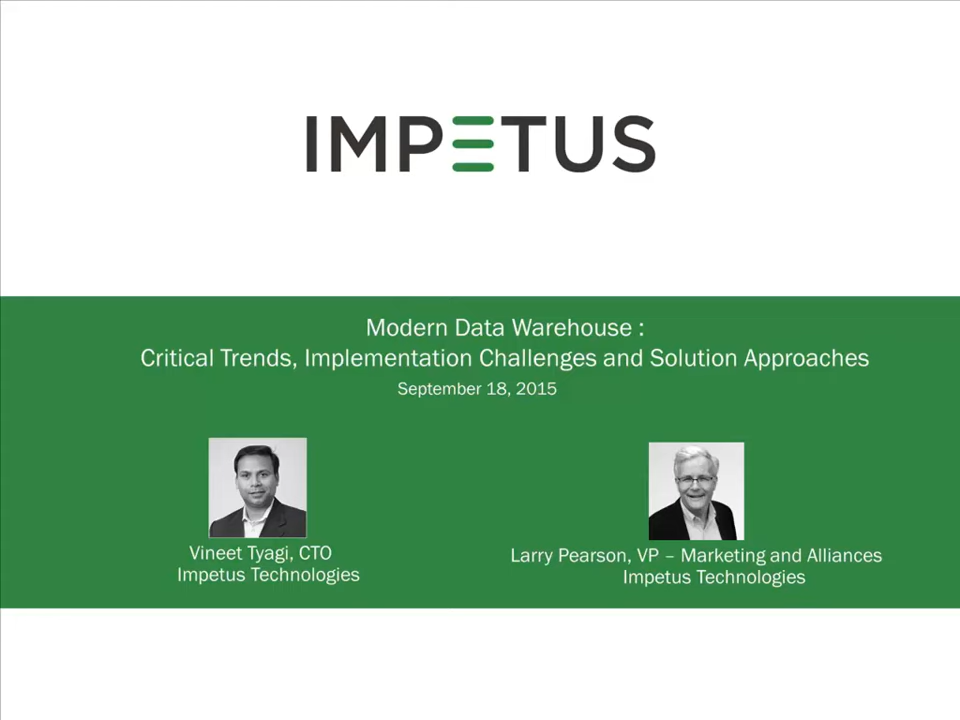 IMPETUS
Modern Data Warehouse :
Critical Trends, Implementation Challenges and Solution Approaches
September 18, 2015
Vineet Tyagi, CTO
Impetus Technologies
Larry Pearson, VP – Marketing and Alliances
Impetus Technologies